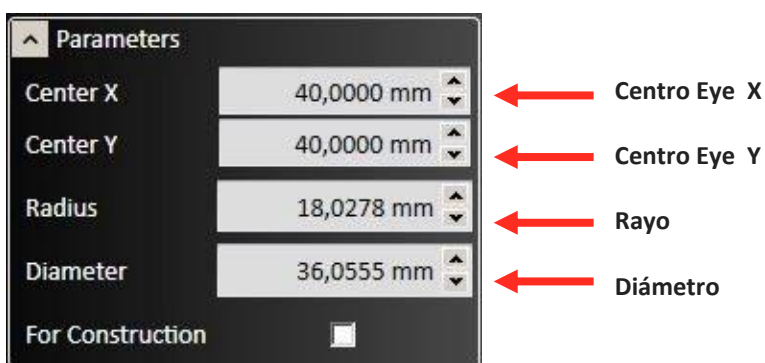 Parameters
Center X 40,0000 mm Centro Eye X
Center Y 40,0000 mm Centro Eye Y
Radius 18,0278 mm Rayo
Diameter 36,0555 mm Diámetro
For Construction